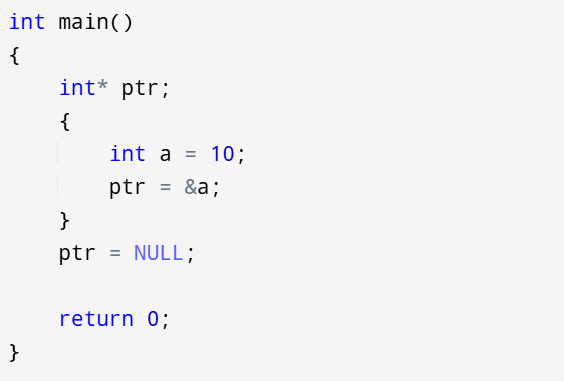 int main()
{
    int* ptr;
    {
        int a = 10;
        ptr = &a;
    }
    ptr = NULL;

    return 0;
}